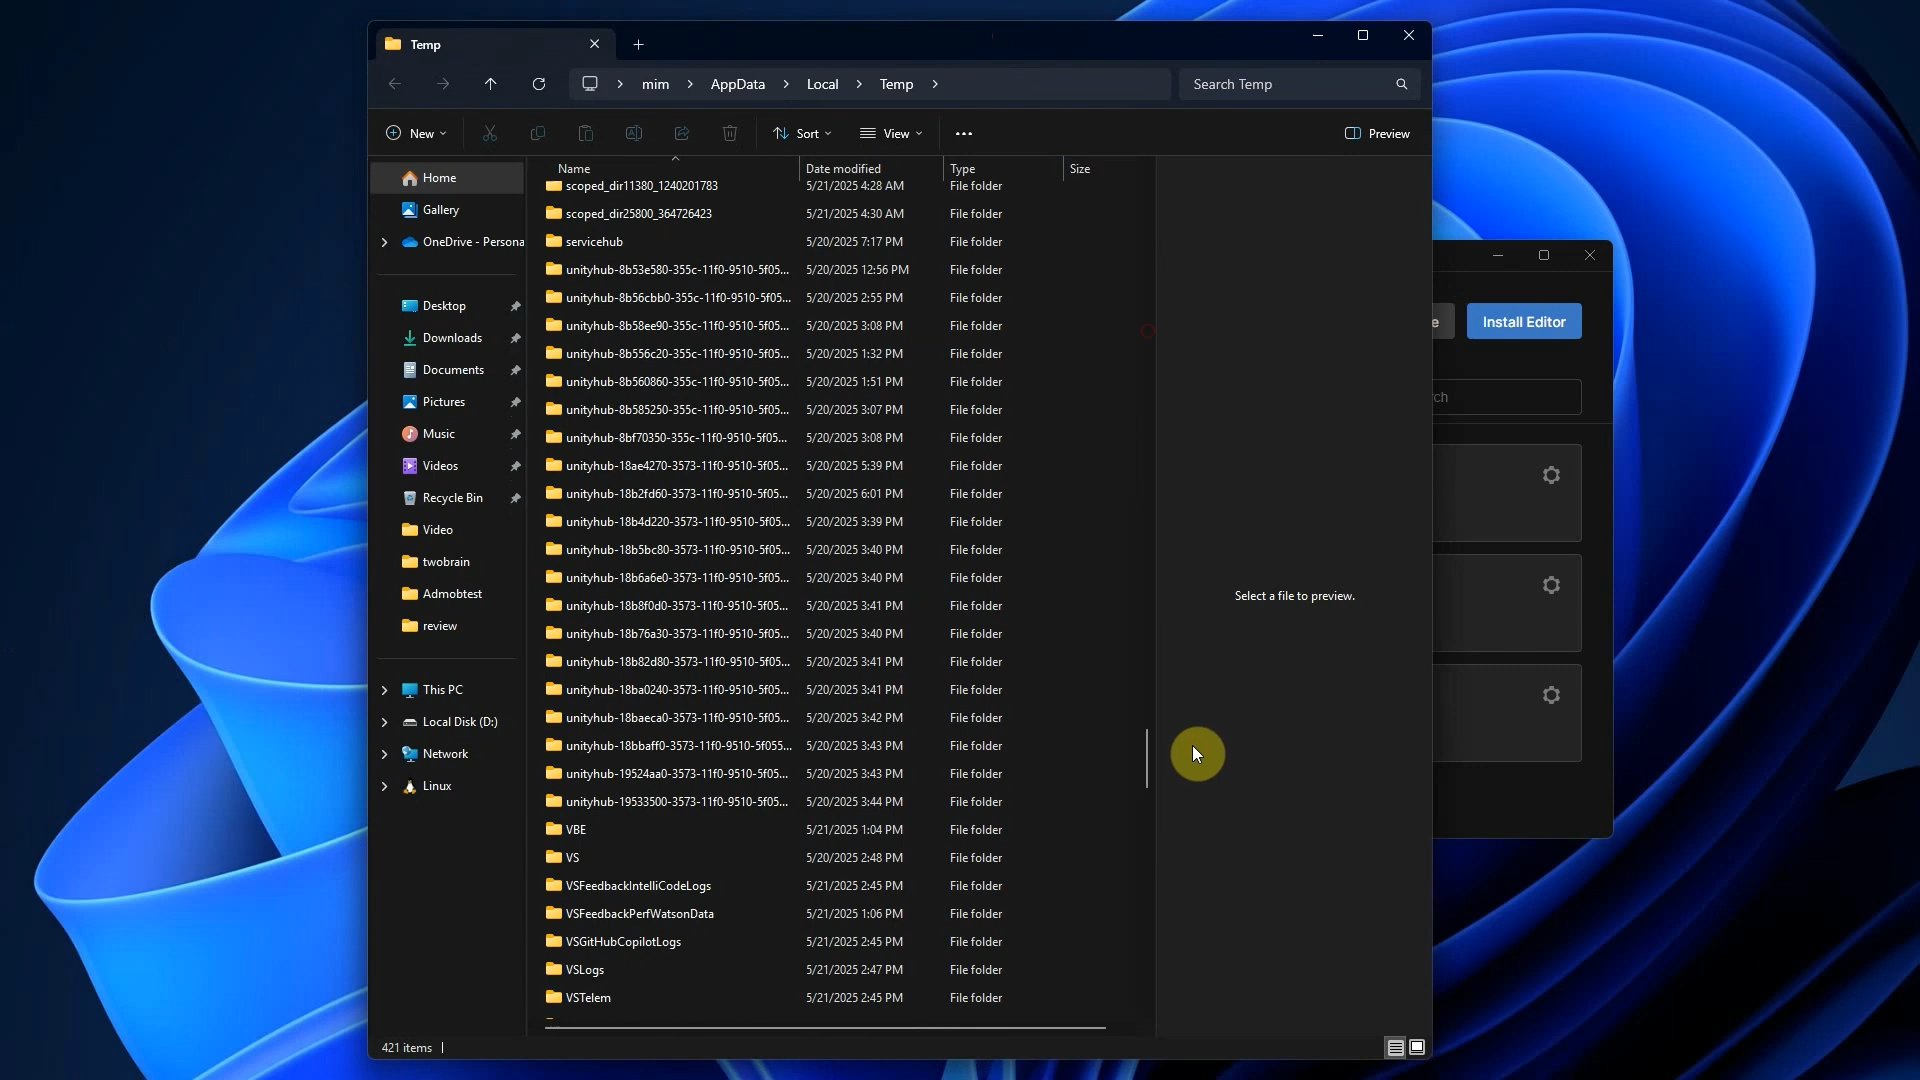 Temp
mim AppData Local Temp
Search Temp
New
Sort
View
Preview
Name Date modified Type Size
Home
Gallery
OneDrive - Persona
Desktop
Downloads
Documents
Pictures
Music
Videos
Recycle Bin
Video
twobrain
Admobtest
review
This PC
Local Disk (D:)
Network
Linux
scoped_dir11380_1240201783 5/21/2025 4:28 AM File folder
scoped_dir25800_364726423 5/21/2025 4:30 AM File folder
servicehub 5/20/2025 7:17 PM File folder
unityhub-8b53e580-355c-11f0-9510-5f05... 5/20/2025 12:56 PM File folder
unityhub-8b56cbb0-355c-11f0-9510-5f05... 5/20/2025 2:55 PM File folder
unityhub-8b58ee90-355c-11f0-9510-5f05... 5/20/2025 3:08 PM File folder
unityhub-8b556c20-355c-11f0-9510-5f05... 5/20/2025 1:32 PM File folder
unityhub-8b560860-355c-11f0-9510-5f05... 5/20/2025 1:51 PM File folder
unityhub-8b585250-355c-11f0-9510-5f05... 5/20/2025 3:07 PM File folder
unityhub-8bf70350-355c-11f0-9510-5f05... 5/20/2025 3:08 PM File folder
unityhub-18ae4270-3573-11f0-9510-5f05... 5/20/2025 5:39 PM File folder
unityhub-18b2fd60-3573-11f0-9510-5f05... 5/20/2025 6:01 PM File folder
unityhub-18b4d220-3573-11f0-9510-5f05... 5/20/2025 3:39 PM File folder
unityhub-18b5bc80-3573-11f0-9510-5f05... 5/20/2025 3:40 PM File folder
unityhub-18b6a6e0-3573-11f0-9510-5f05... 5/20/2025 3:40 PM File folder
unityhub-18b8f0d0-3573-11f0-9510-5f05... 5/20/2025 3:41 PM File folder
unityhub-18b76a30-3573-11f0-9510-5f05... 5/20/2025 3:40 PM File folder
unityhub-18b82d80-3573-11f0-9510-5f05... 5/20/2025 3:41 PM File folder
unityhub-18ba0240-3573-11f0-9510-5f05... 5/20/2025 3:41 PM File folder
unityhub-18baeca0-3573-11f0-9510-5f05... 5/20/2025 3:42 PM File folder
unityhub-18bbaff0-3573-11f0-9510-5f055... 5/20/2025 3:43 PM File folder
unityhub-19524aa0-3573-11f0-9510-5f05... 5/20/2025 3:43 PM File folder
unityhub-19533500-3573-11f0-9510-5f05... 5/20/2025 3:44 PM File folder
VBE 5/21/2025 1:04 PM File folder
VS 5/20/2025 2:48 PM File folder
VSFeedbackIntelliCodeLogs 5/21/2025 2:45 PM File folder
VSFeedbackPerfWatsonData 5/21/2025 1:06 PM File folder
VSGitHubCopilotLogs 5/21/2025 2:45 PM File folder
VSLogs 5/21/2025 2:47 PM File folder
VSTelem 5/21/2025 2:45 PM File folder
Select a file to preview.
e
Install Editor
rch
421 items